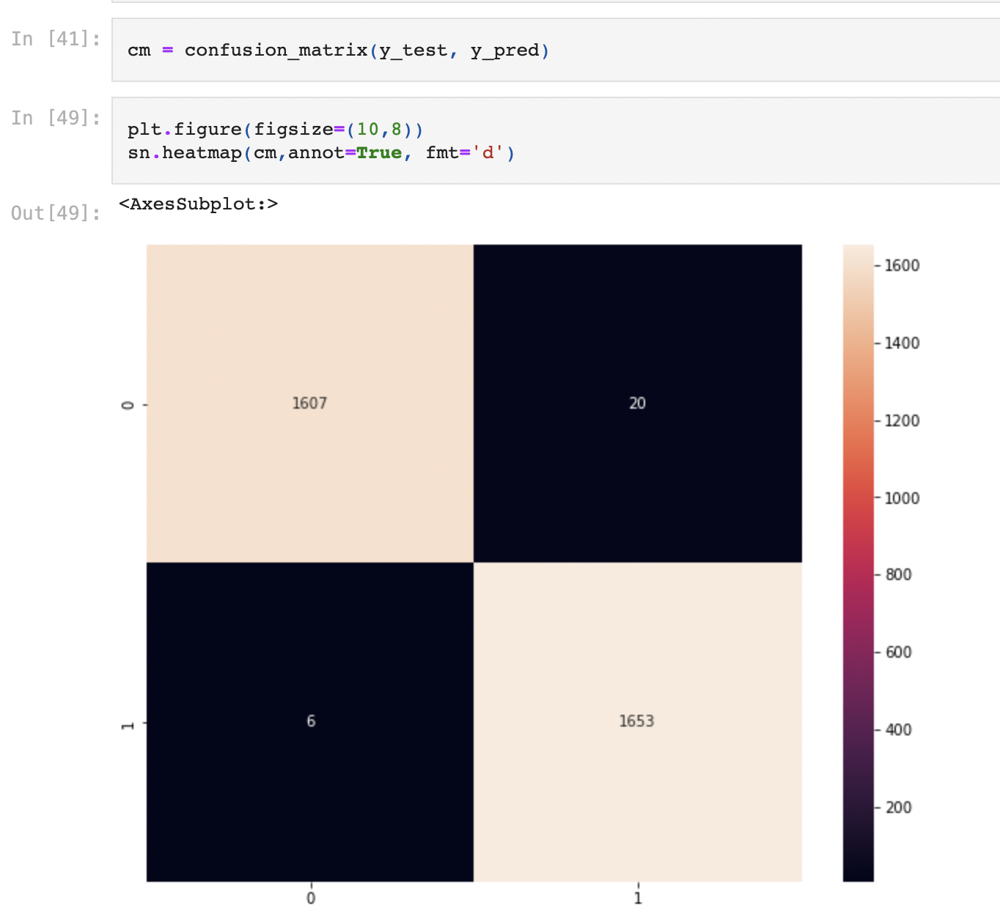 In [41]:
cm = confusion_matrix(y_test, y_pred)
In [49]:
plt.figure(figsize=(10,8))
sn.heatmap(cm,annot=True, fmt='d')
Out[49]:
<AxesSubplot:>
1600
1400
1200
1000
800
600
400
200
0
1607
20
1
6
1653
0
1